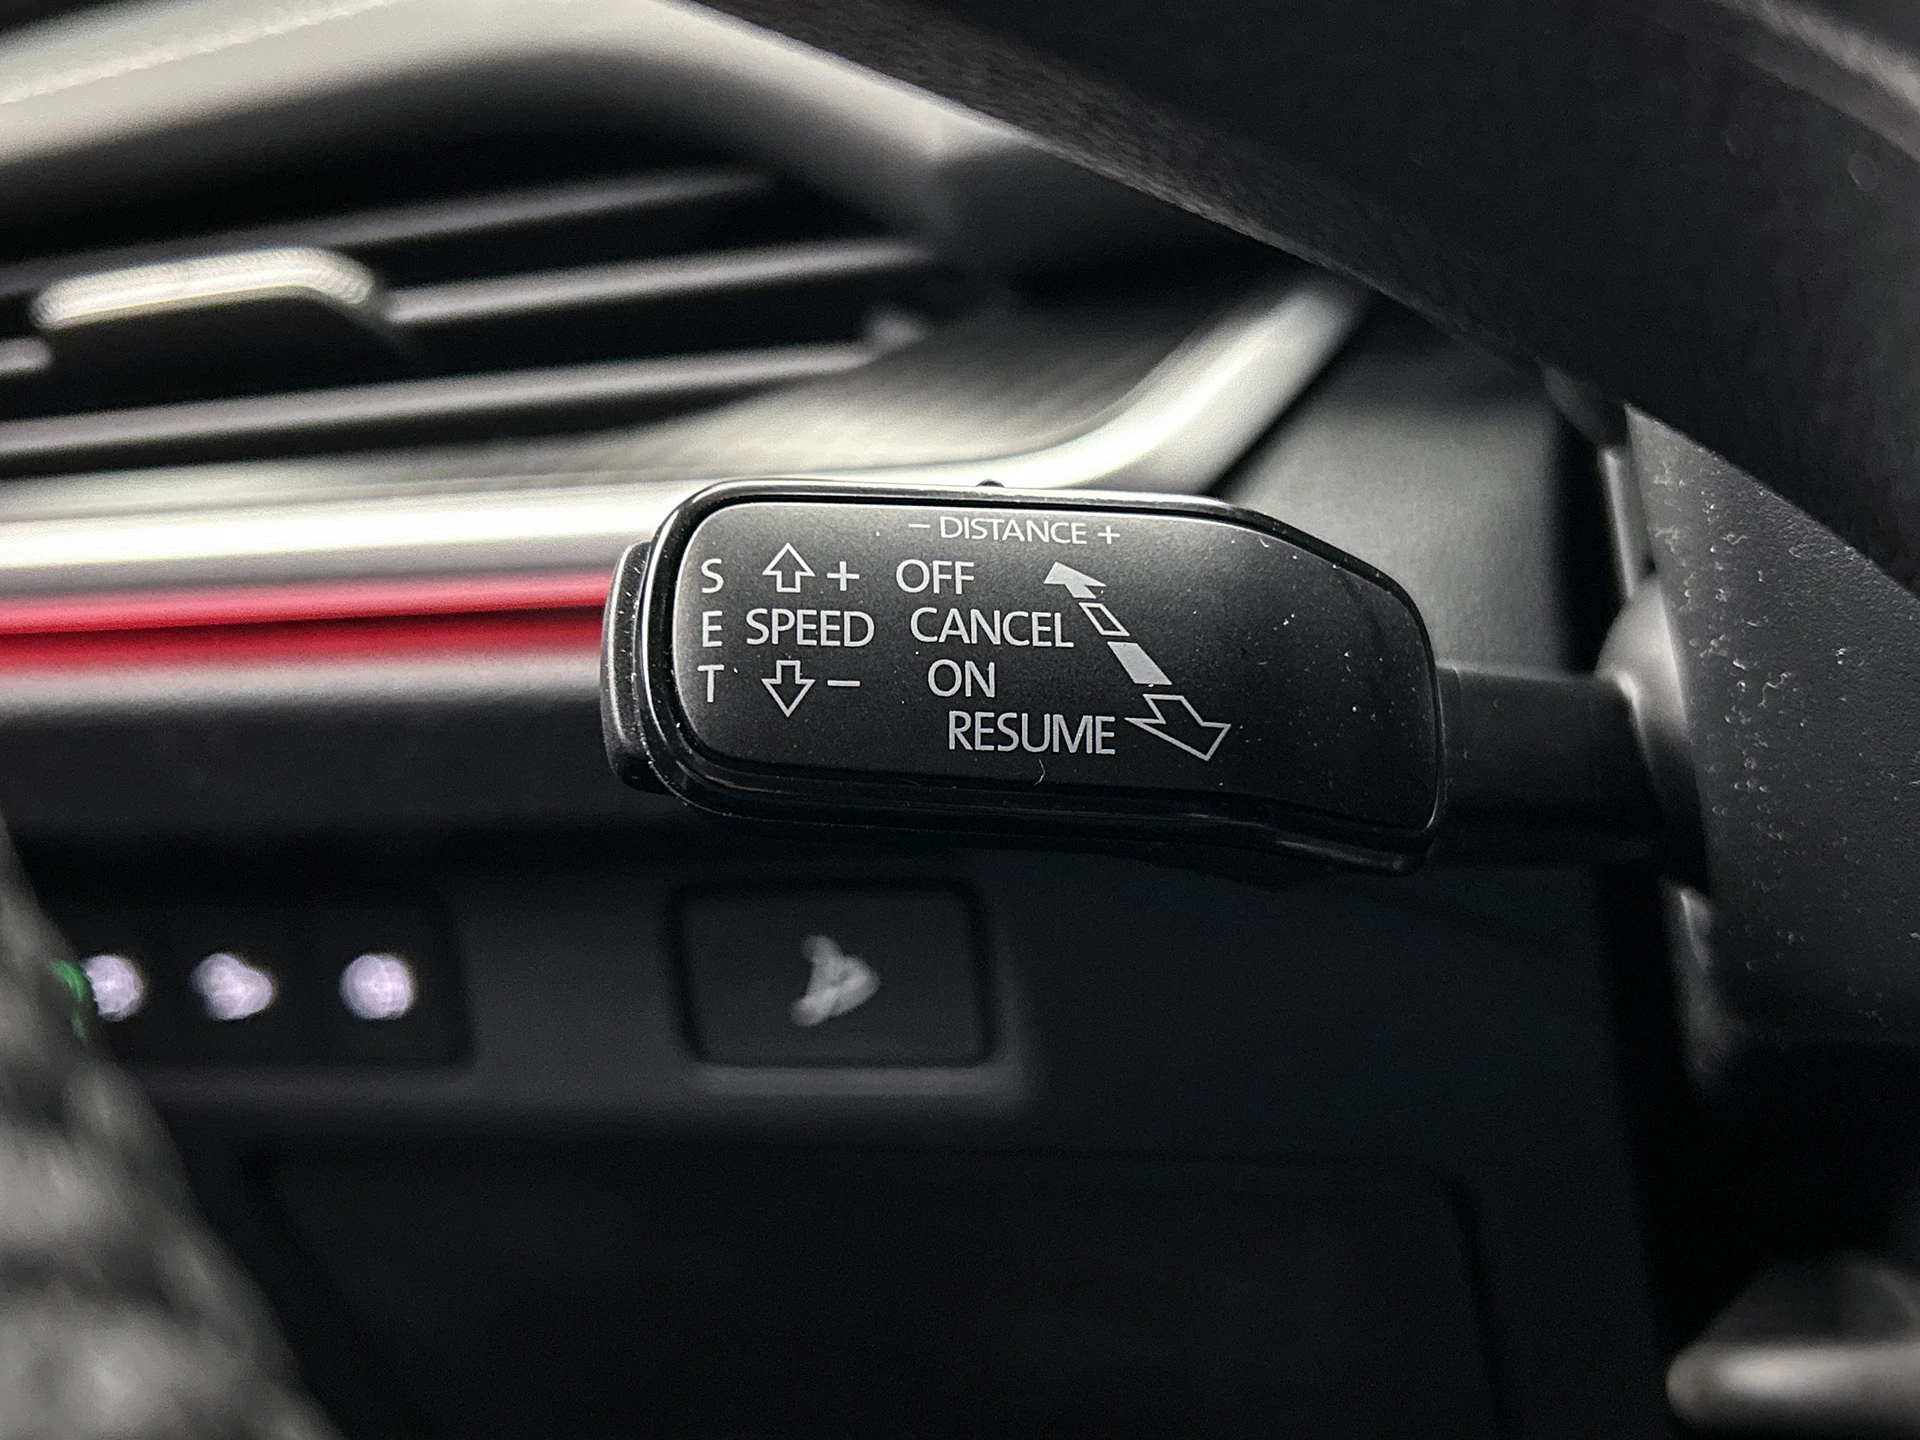 – DISTANCE +
S + OFF
E SPEED CANCEL
T – ON
RESUME